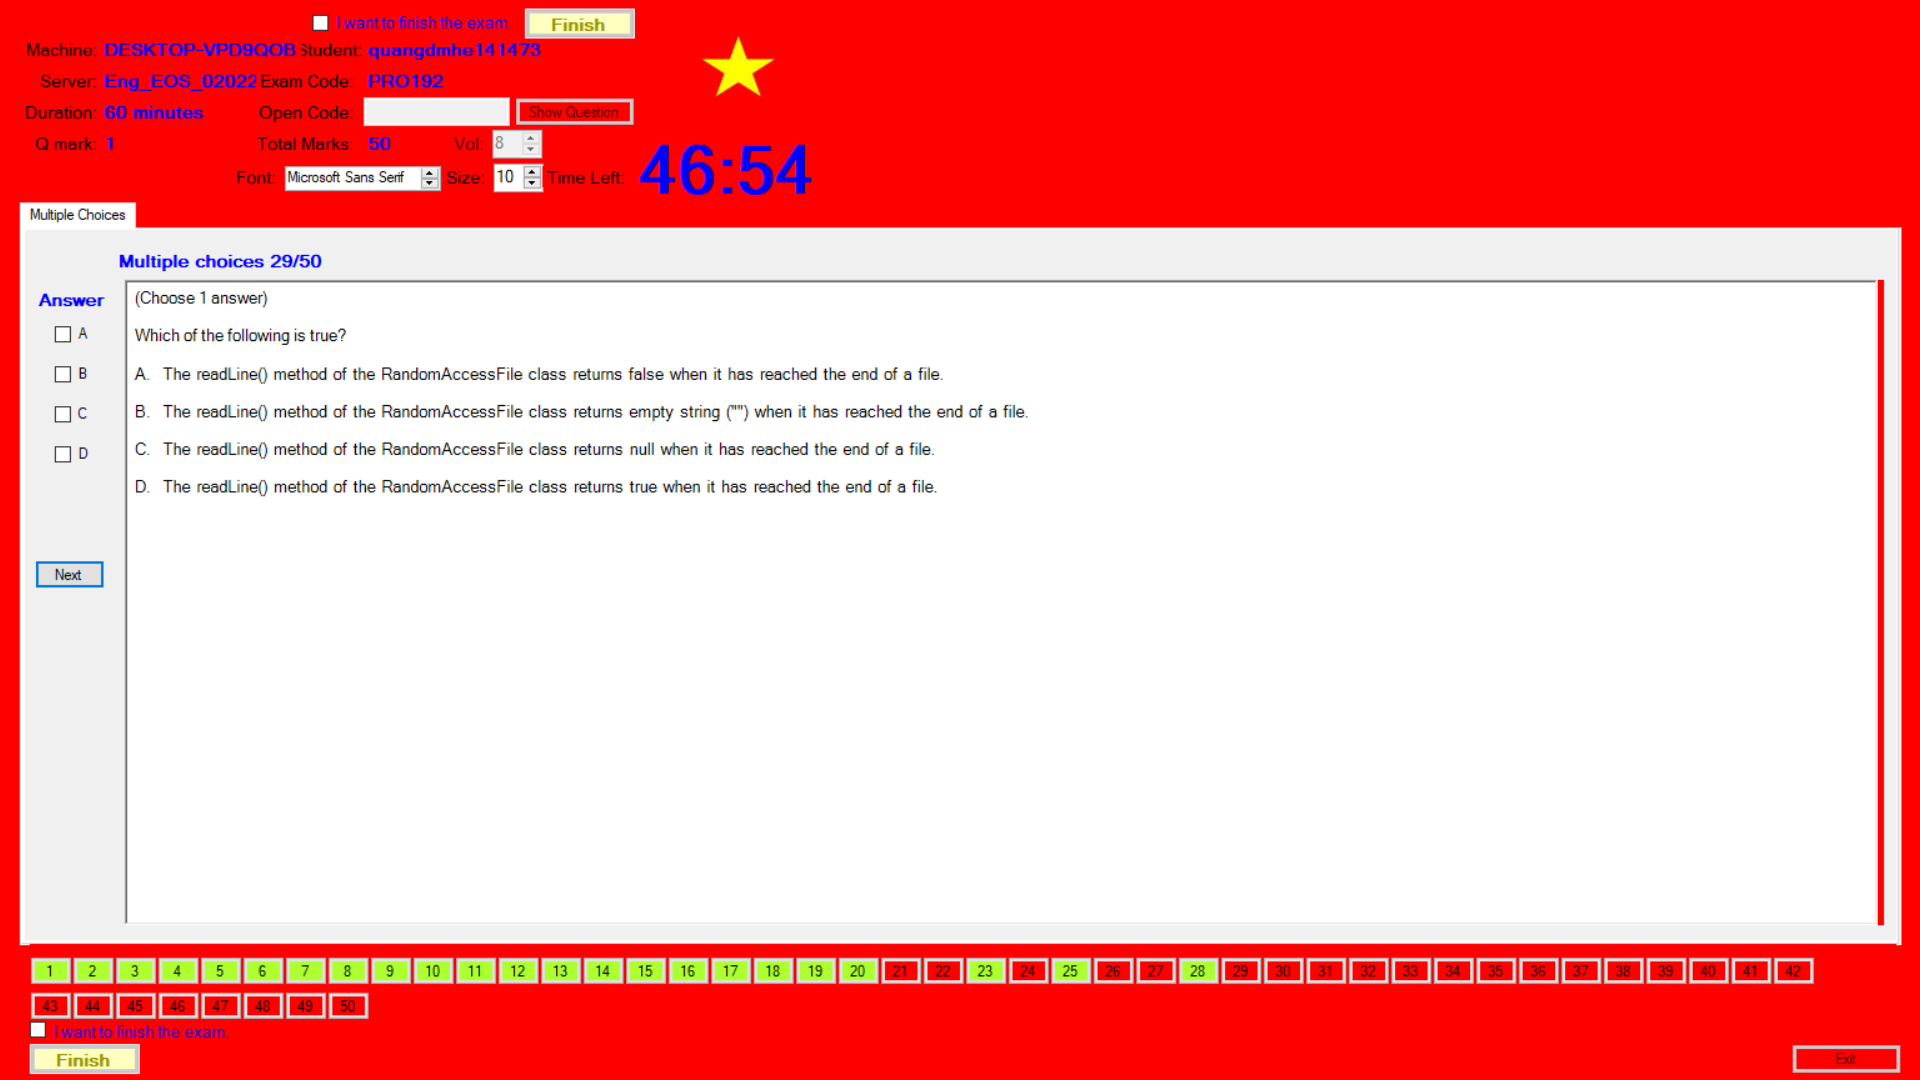 I want to finish the exam. Finish
Machine: DESKTOP-VPD9QOB Student: quangdmhe141473
Server: Eng_EOS_02022 Exam Code: PRO192
Duration: 60 minutes Open Code: Show Question
Q mark: 1 Total Marks: 50 Vol: 8
Font: Microsoft Sans Serif Size: 10 Time Left: 46:54
Multiple Choices
Multiple choices 29/50
Answer
(Choose 1 answer)
A
Which of the following is true?
B
A. The readLine() method of the RandomAccessFile class returns false when it has reached the end of a file.
C
B. The readLine() method of the RandomAccessFile class returns empty string ("") when it has reached the end of a file.
D
C. The readLine() method of the RandomAccessFile class returns null when it has reached the end of a file.
D. The readLine() method of the RandomAccessFile class returns true when it has reached the end of a file.
Next
1 2 3 4 5 6 7 8 9 10 11 12 13 14 15 16 17 18 19 20 21 22 23 24 25 26 27 28 29 30 31 32 33 34 35 36 37 38 39 40 41 42
43 44 45 46 47 48 49 50
I want to finish the exam.
Finish
Exit